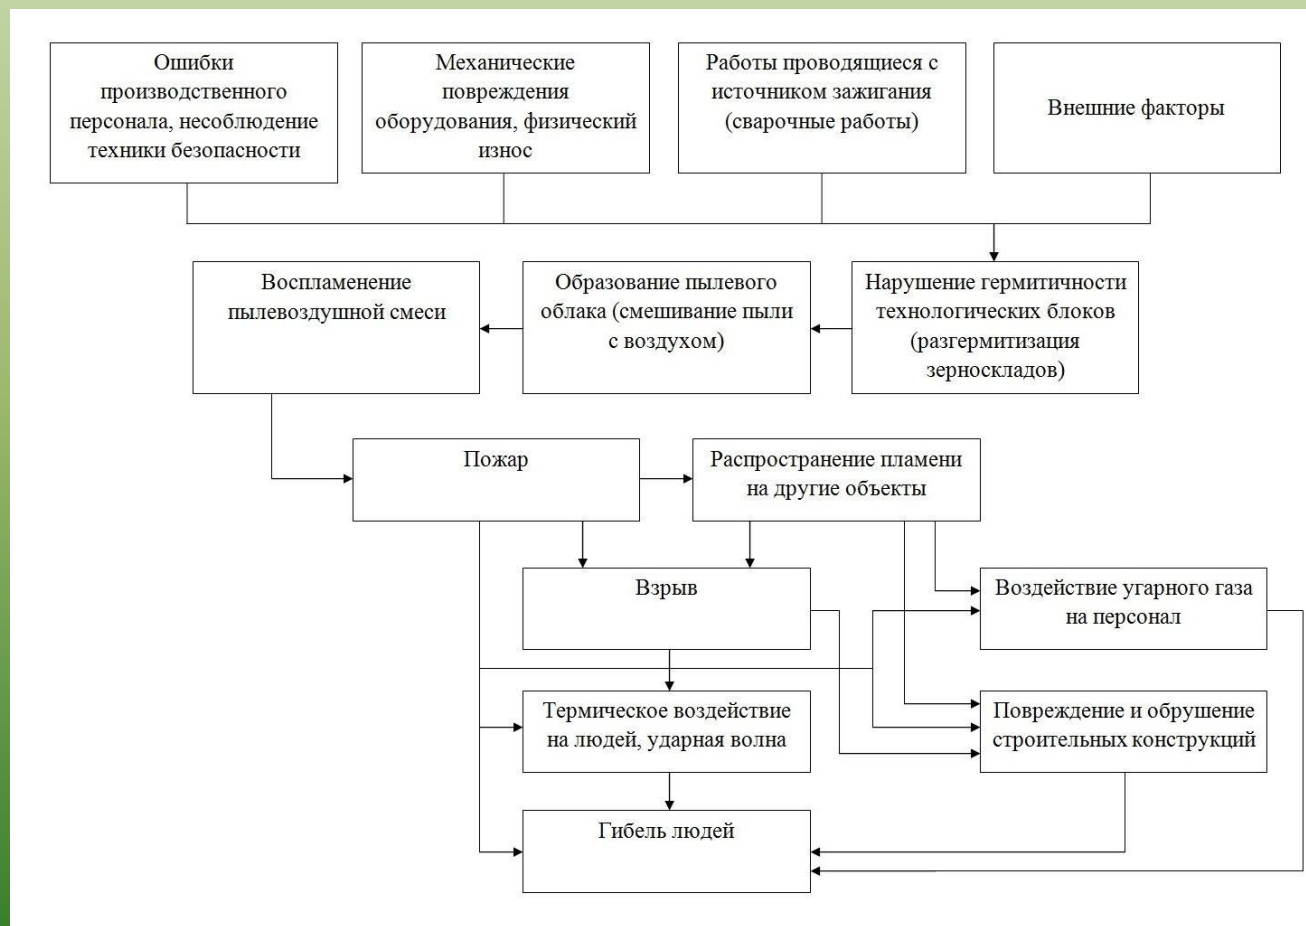 Ошибки
производственного
персонала, несоблюдение
техники безопасности
Механические
повреждения
оборудования, физический
износ
Работы проводящиеся с
источником зажигания
(сварочные работы)
Внешние факторы
Воспламенение
пылевоздушной смеси
Образование пылевого
облака (смешивание пыли
с воздухом)
Нарушение гермитичности
технологических блоков
(разгермитизация
зерноскладов)
Пожар
Распространение пламени
на другие объекты
Взрыв
Воздействие угарного газа
на персонал
Термическое воздействие
на людей, ударная волна
Повреждение и обрушение
строительных конструкций
Гибель людей